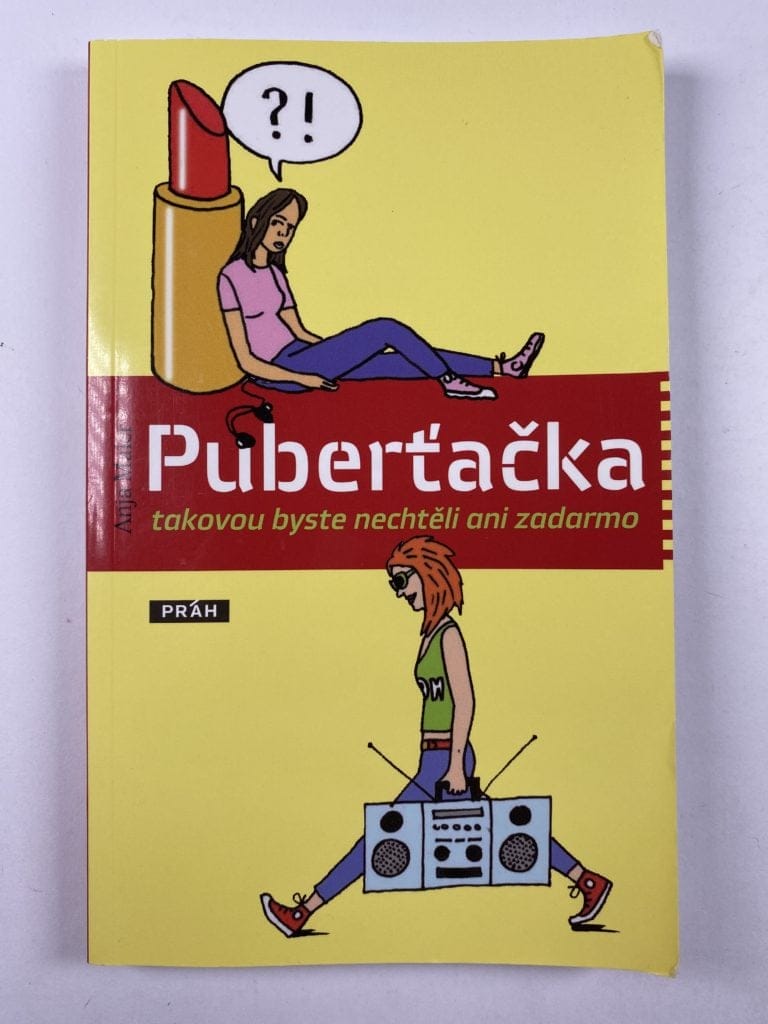 ?!
Anja Maier
Puberťačka
takovou byste nechtěli ani zadarmo
PRÁH